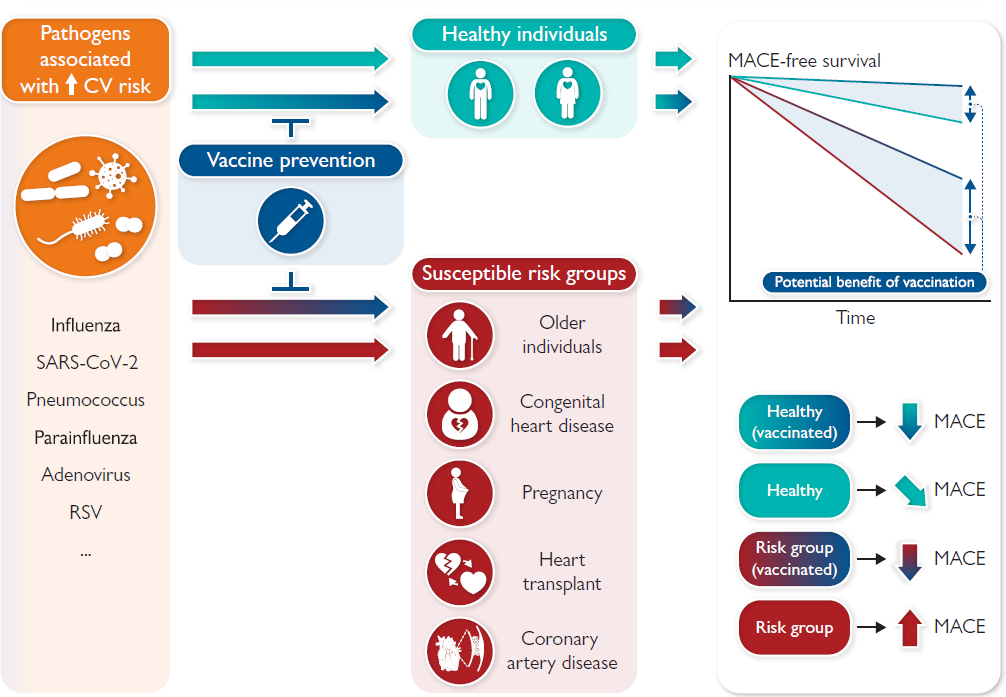 Pathogens
associated
with ⬆ CV risk
Influenza
SARS-CoV-2
Pneumococcus
Parainfluenza
Adenovirus
RSV
...
Vaccine prevention
Healthy individuals
Susceptible risk groups
Older
individuals
Congenital
heart disease
Pregnancy
Heart
transplant
Coronary
artery disease
MACE-free survival
Potential benefit of vaccination
Time
Healthy
(vaccinated)
MACE
Healthy
MACE
Risk group
(vaccinated)
MACE
Risk group
MACE